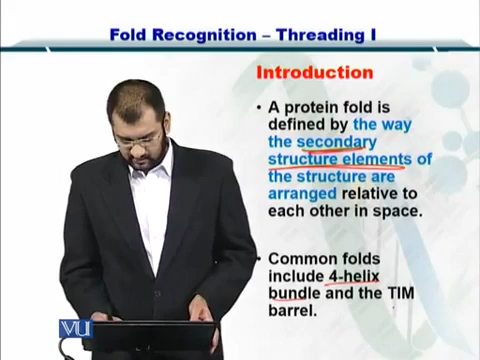 Fold Recognition – Threading I
Introduction
• A protein fold is
defined by the way
the secondary
structure elements of
the structure are
arranged relative to
each other in space.
• Common folds
include 4-helix
bundle and the TIM
barrel.
VU